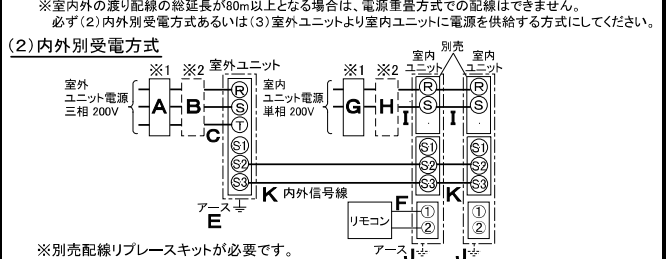 ※室内外の渡り配線の総延長が80m以上となる場合は、電源重畳方式での配線はできません。
必ず(2)内外別受電方式あるいは(3)室外ユニットより室内ユニットに電源を供給する方式にしてください。
(2)内外別受電方式
別売
※1 ※2 室外ユニット ※1 ※2 室内ユニット 室内ユニット
室外
ユニット電源
三相200V
A B C
R
S
T
S1
S2
S3
室内
ユニット電源
単相200V
G H I I
R R
S S
S1 S1
S2 S2
S3 S3
K 内外信号線 K
アース
E
リモコン
F
① ①
② ②
アース J J
※別売配線リプレースキットが必要です。